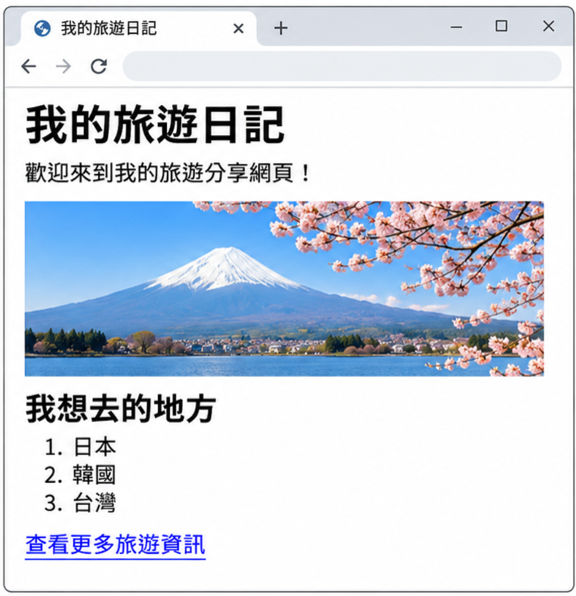 我的旅遊日記
我的旅遊日記
歡迎來到我的旅遊分享網頁！
我想去的地方
1. 日本
2. 韓國
3. 台灣
查看更多旅遊資訊